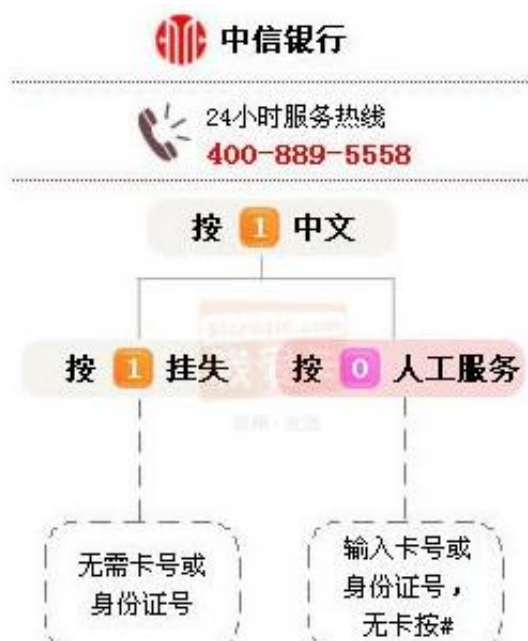 中信银行
24小时服务热线
400-889-5558
按 1 中文
按 1 挂失
按 0 人工服务
无需卡号或
身份证号
输入卡号或
身份证号，
无卡按#